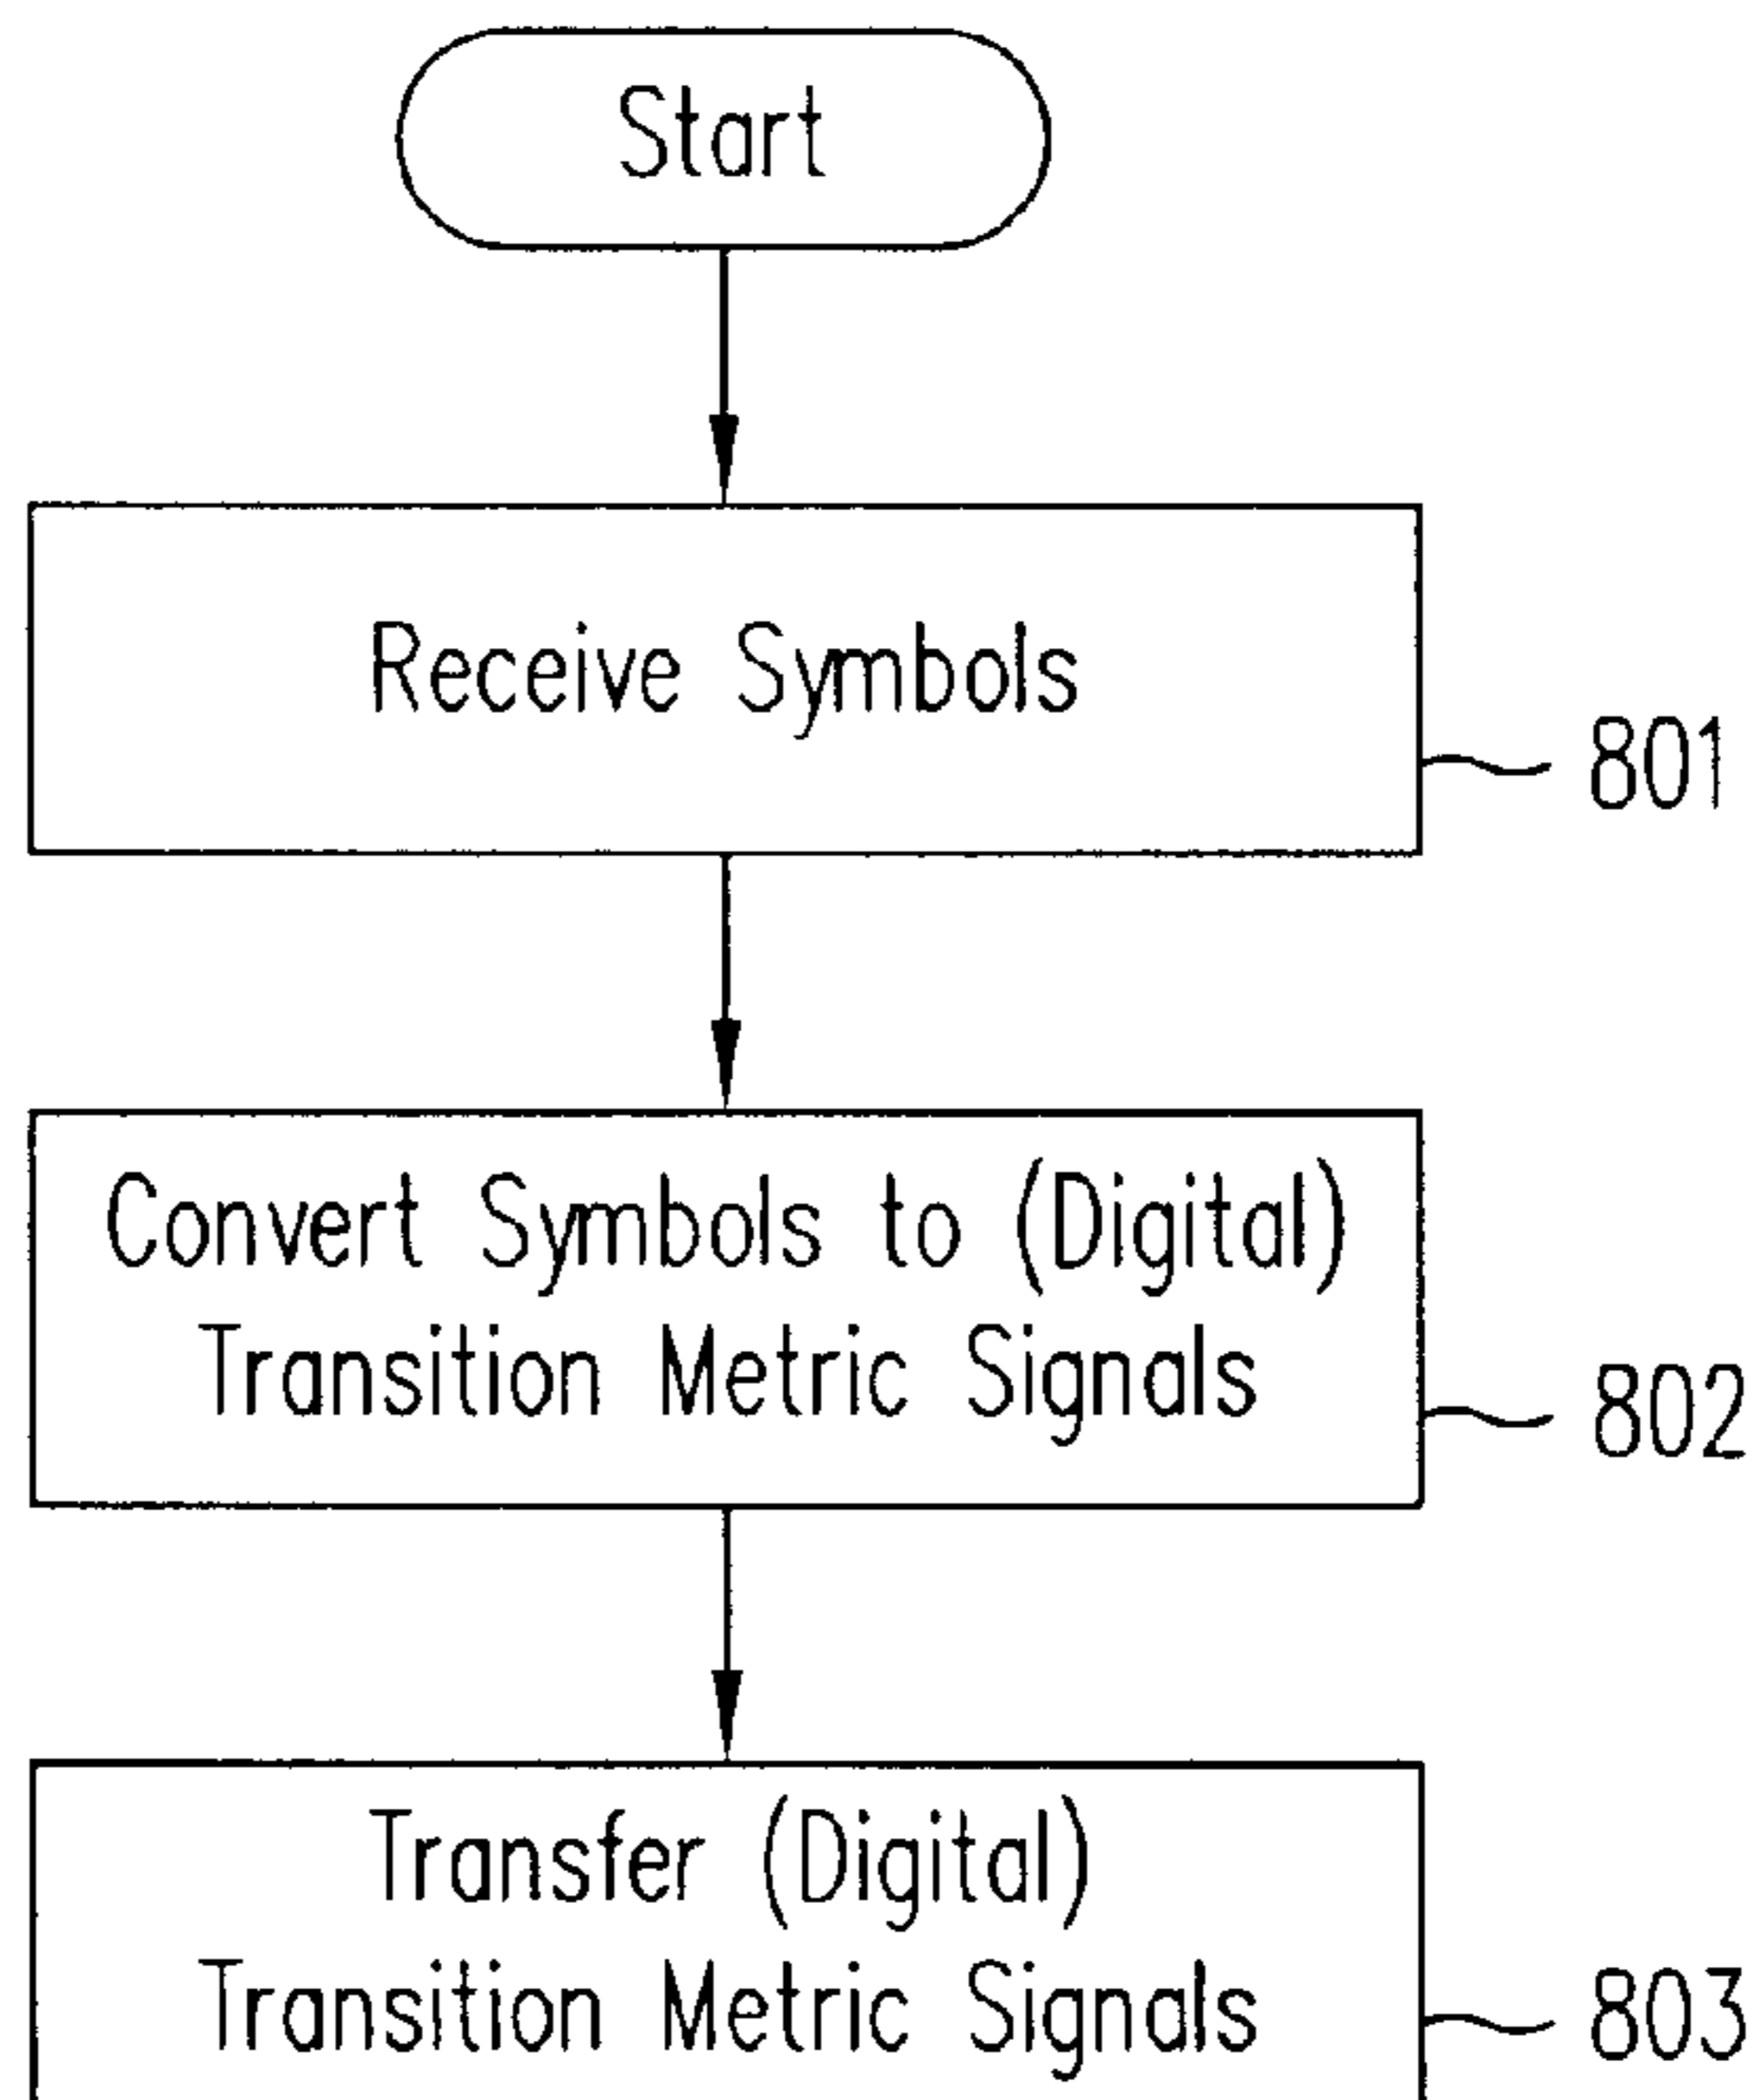 Start
Receive Symbols
801
Convert Symbols to (Digital)
Transition Metric Signals
802
Transfer (Digital)
Transition Metric Signals
803